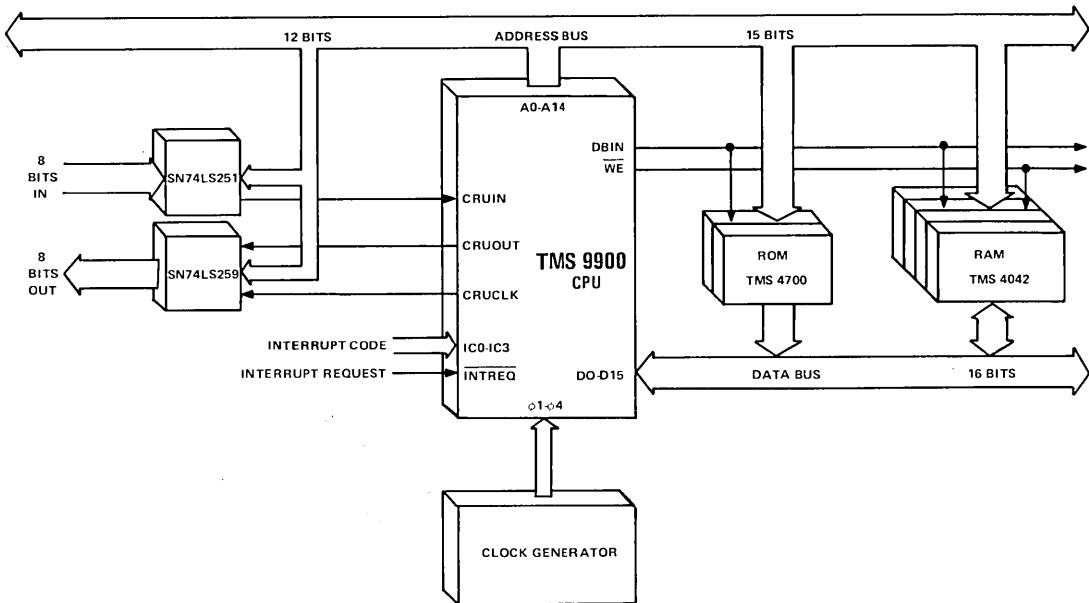 12 BITS
ADDRESS BUS
15 BITS
A0-A14
8
BITS
IN
SN74LS251
DBIN
WE
CRUIN
8
BITS
OUT
SN74LS259
CRUOUT
TMS 9900
CPU
CRUCLK
ROM
TMS 4700
RAM
TMS 4042
INTERRUPT CODE
IC0-IC3
INTERRUPT REQUEST
INTREQ
DO-D15
DATA BUS
16 BITS
φ1-φ4
CLOCK GENERATOR